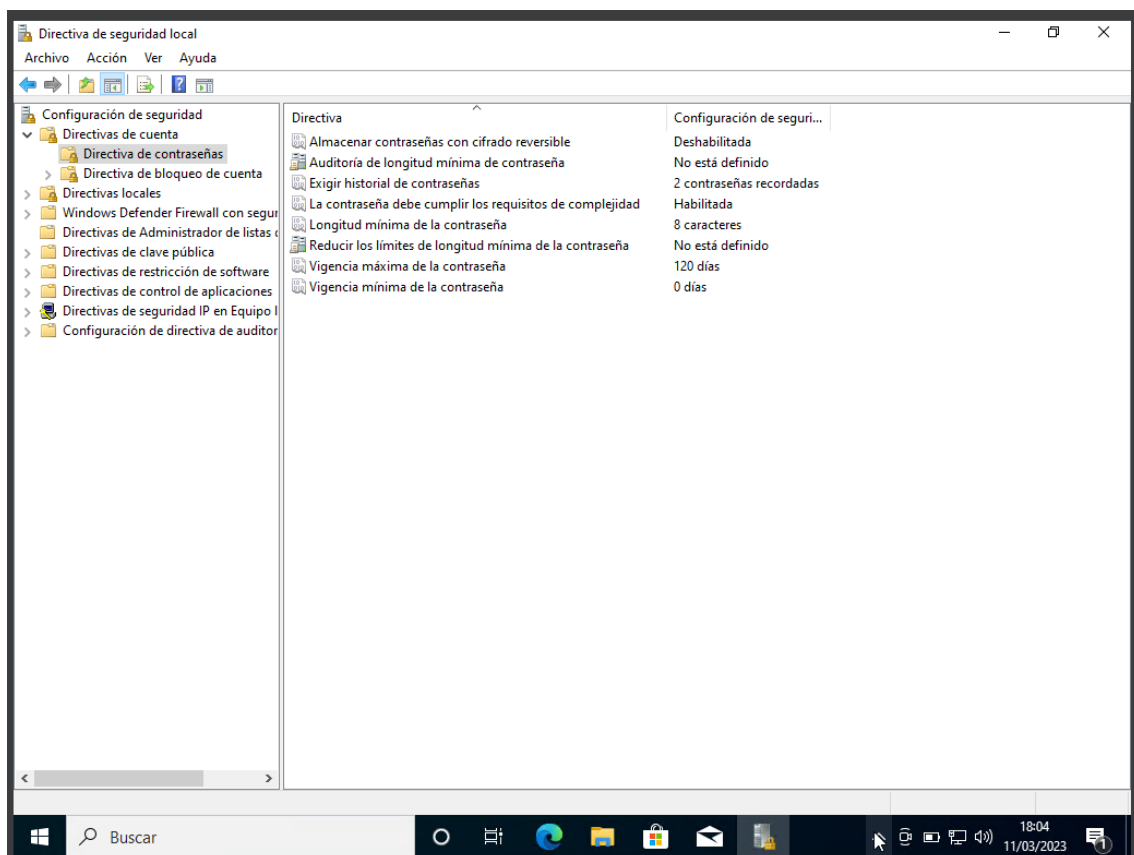 Directiva de seguridad local
Archivo Acción Ver Ayuda
Configuración de seguridad
Directivas de cuenta
Directiva de contraseñas
Directiva de bloqueo de cuenta
Directivas locales
Windows Defender Firewall con segur
Directivas de Administrador de listas
Directivas de clave pública
Directivas de restricción de software
Directivas de control de aplicaciones
Directivas de seguridad IP en Equipo l
Configuración de directiva de auditor
Directiva Configuración de seguri...
Almacenar contraseñas con cifrado reversible Deshabilitada
Auditoría de longitud mínima de contraseña No está definido
Exigir historial de contraseñas 2 contraseñas recordadas
La contraseña debe cumplir los requisitos de complejidad Habilitada
Longitud mínima de la contraseña 8 caracteres
Reducir los límites de longitud mínima de la contraseña No está definido
Vigencia máxima de la contraseña 120 días
Vigencia mínima de la contraseña 0 días
Buscar
18:04
11/03/2023
1